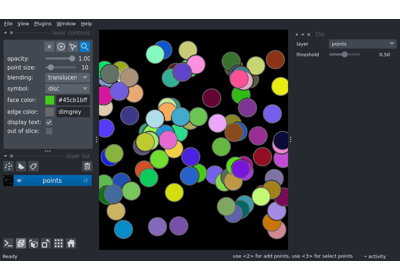 File View Plugins Window Help
layer controls
opacity: 1.00
point size: 10
blending: translucen
symbol: disc
face color: #45cb1bff
edge color: dimgrey
display text:
out of slice:
layer list
points
layer points
threshold 0.50
Ready use <2> for add points, use <3> for select points activity